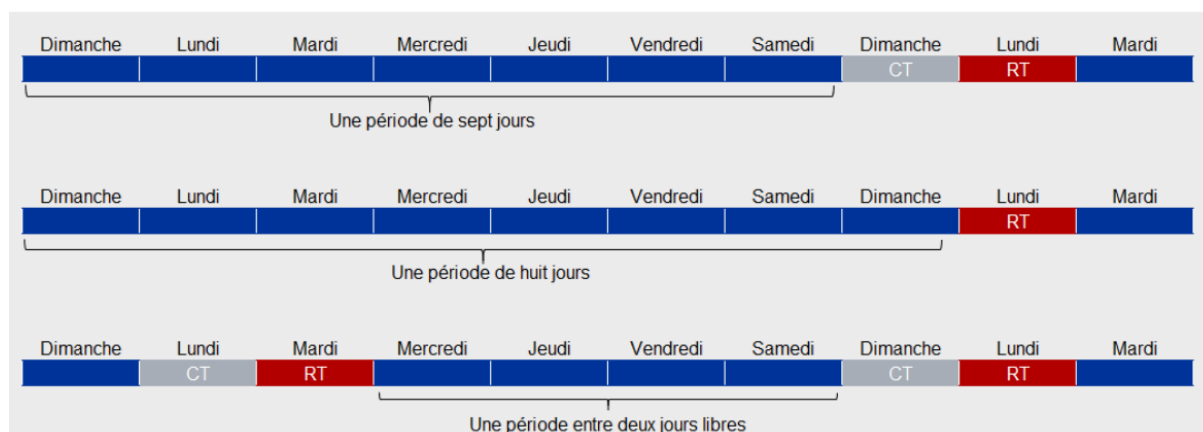 Dimanche Lundi Mardi Mercredi Jeudi Vendredi Samedi Dimanche Lundi Mardi
CT RT
Une période de sept jours
Dimanche Lundi Mardi Mercredi Jeudi Vendredi Samedi Dimanche Lundi Mardi
RT
Une période de huit jours
Dimanche Lundi Mardi Mercredi Jeudi Vendredi Samedi Dimanche Lundi Mardi
CT RT CT RT
Une période entre deux jours libres